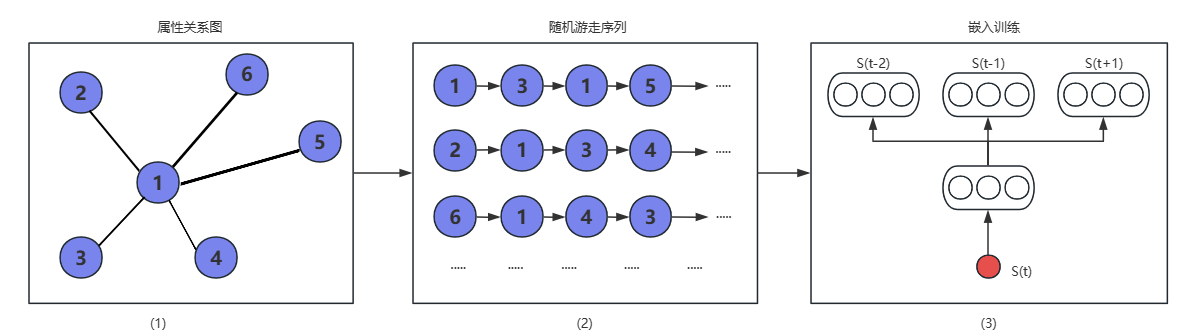 属性关系图
随机游走序列
嵌入训练
2
6
5
1
3
4
1 3 1 5 .....
2 1 3 4 .....
6 1 4 3 .....
..... ..... ..... ..... .....
S(t-2) S(t-1) S(t+1)
S(t)
(1)
(2)
(3)